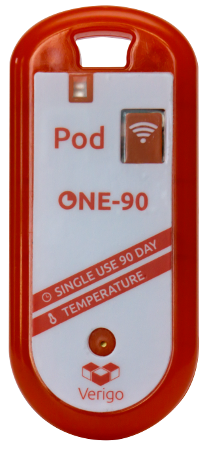 Pod
ONE-90
SINGLE USE 90 DAY
TEMPERATURE
Verigo